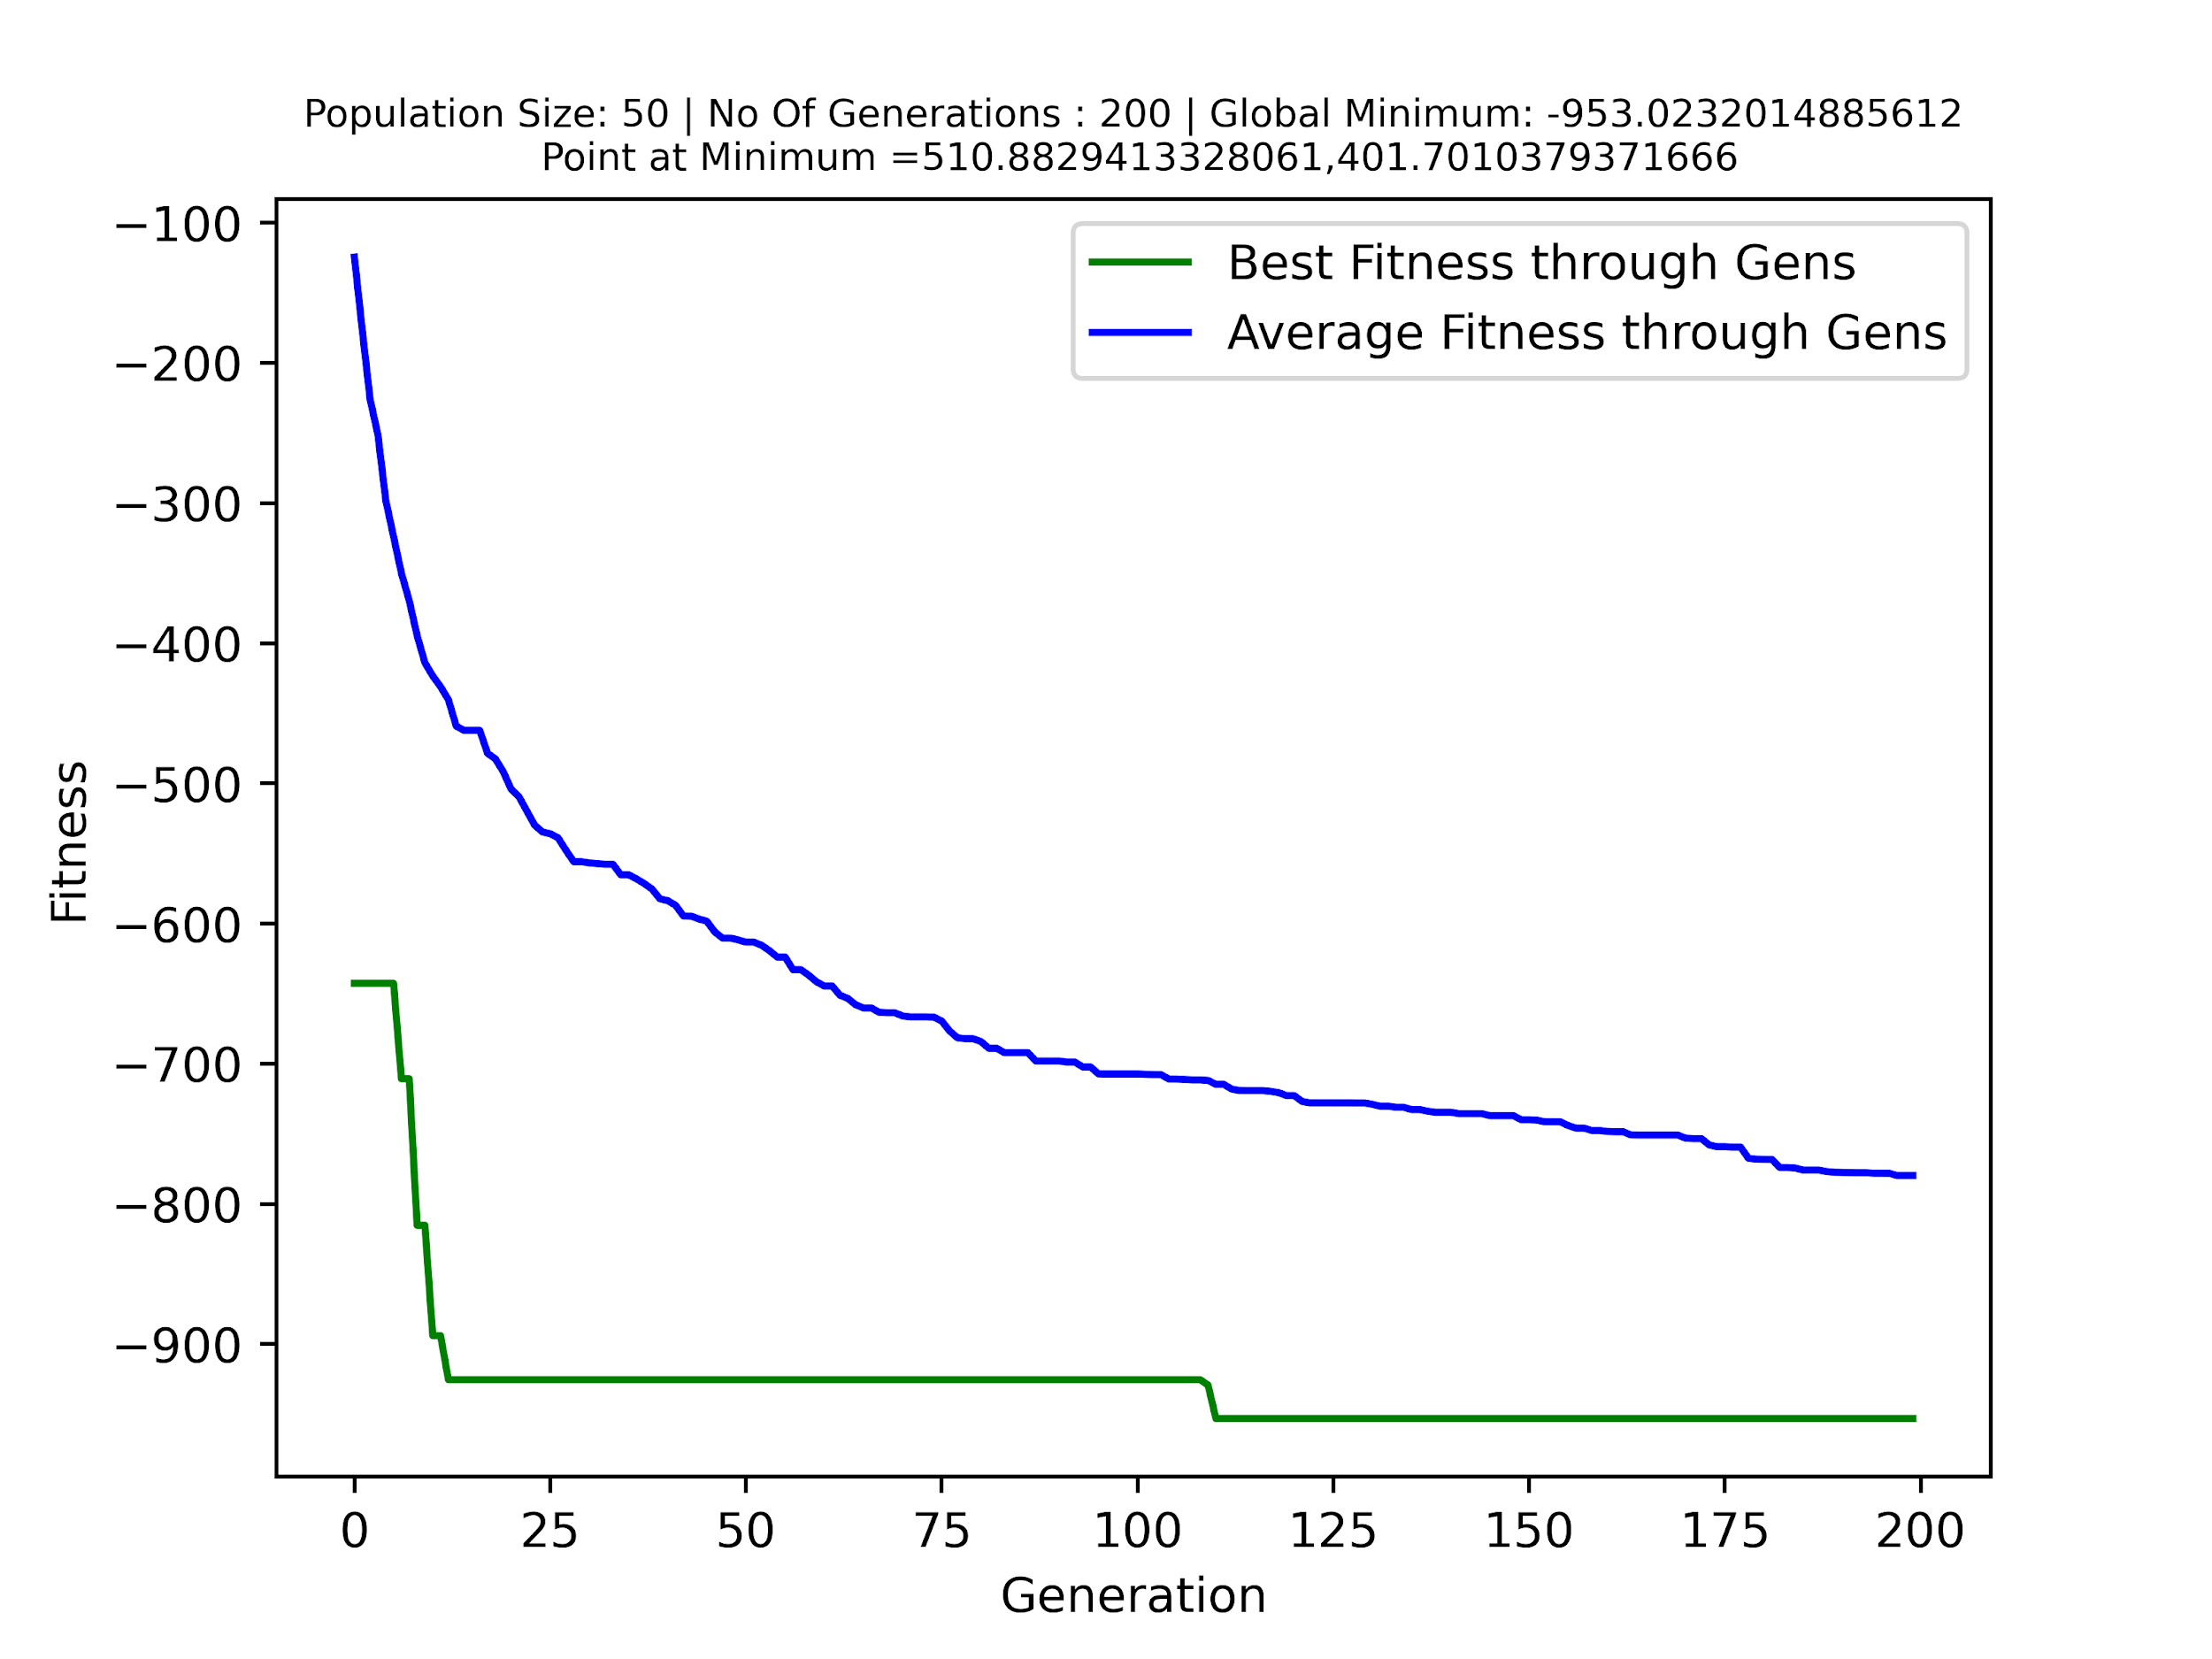 Population Size: 50 | No Of Generations : 200 | Global Minimum: -953.0232014885612
Point at Minimum =510.8829413328061,401.7010379371666
Best Fitness through Gens
Average Fitness through Gens
−100
−200
−300
−400
−500
−600
−700
−800
−900
Fitness
0 25 50 75 100 125 150 175 200
Generation